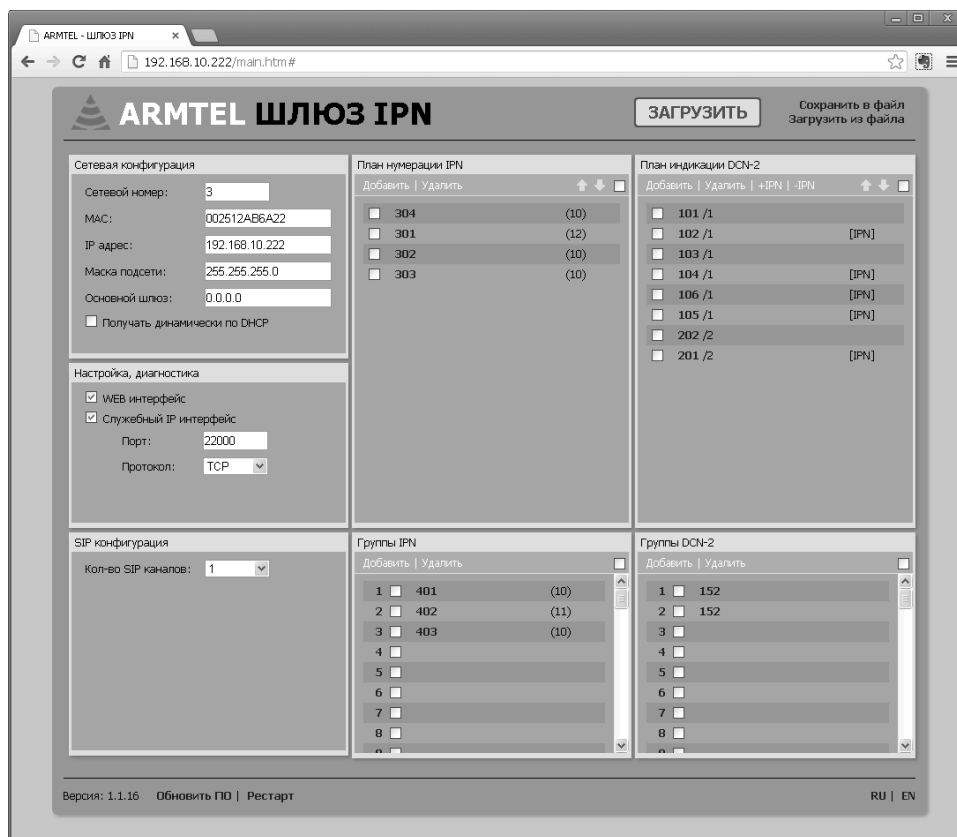 ARMTEL - ШЛЮЗ IPN
192.168.10.222/main.htm#
ARMTEL ШЛЮЗ IPN
ЗАГРУЗИТЬ
Сохранить в файл
Загрузить из файла
Сетевая конфигурация
Сетевой номер: 3
MAC: 002512AB6A22
IP адрес: 192.168.10.222
Маска подсети: 255.255.255.0
Основной шлюз: 0.0.0.0
Получать динамически по DHCP
Настройка, диагностика
WEB интерфейс
Служебный IP интерфейс
Порт: 22000
Протокол: TCP
SIP конфигурация
Кол-во SIP каналов: 1
План нумерации IPN
Добавить | Удалить
304 (10)
301 (12)
302 (10)
303 (10)
План индикации DCN-2
Добавить | Удалить | +IPN | -IPN
101 /1
102 /1 [IPN]
103 /1
104 /1 [IPN]
106 /1 [IPN]
105 /1 [IPN]
202 /2
201 /2 [IPN]
Группы IPN
Добавить | Удалить
1 401 (10)
2 402 (11)
3 403 (10)
4
5
6
7
8
9
Группы DCN-2
Добавить | Удалить
1 152
2 152
3
4
5
6
7
8
9
Версия: 1.1.16 Обновить ПО | Рестарт
RU | EN